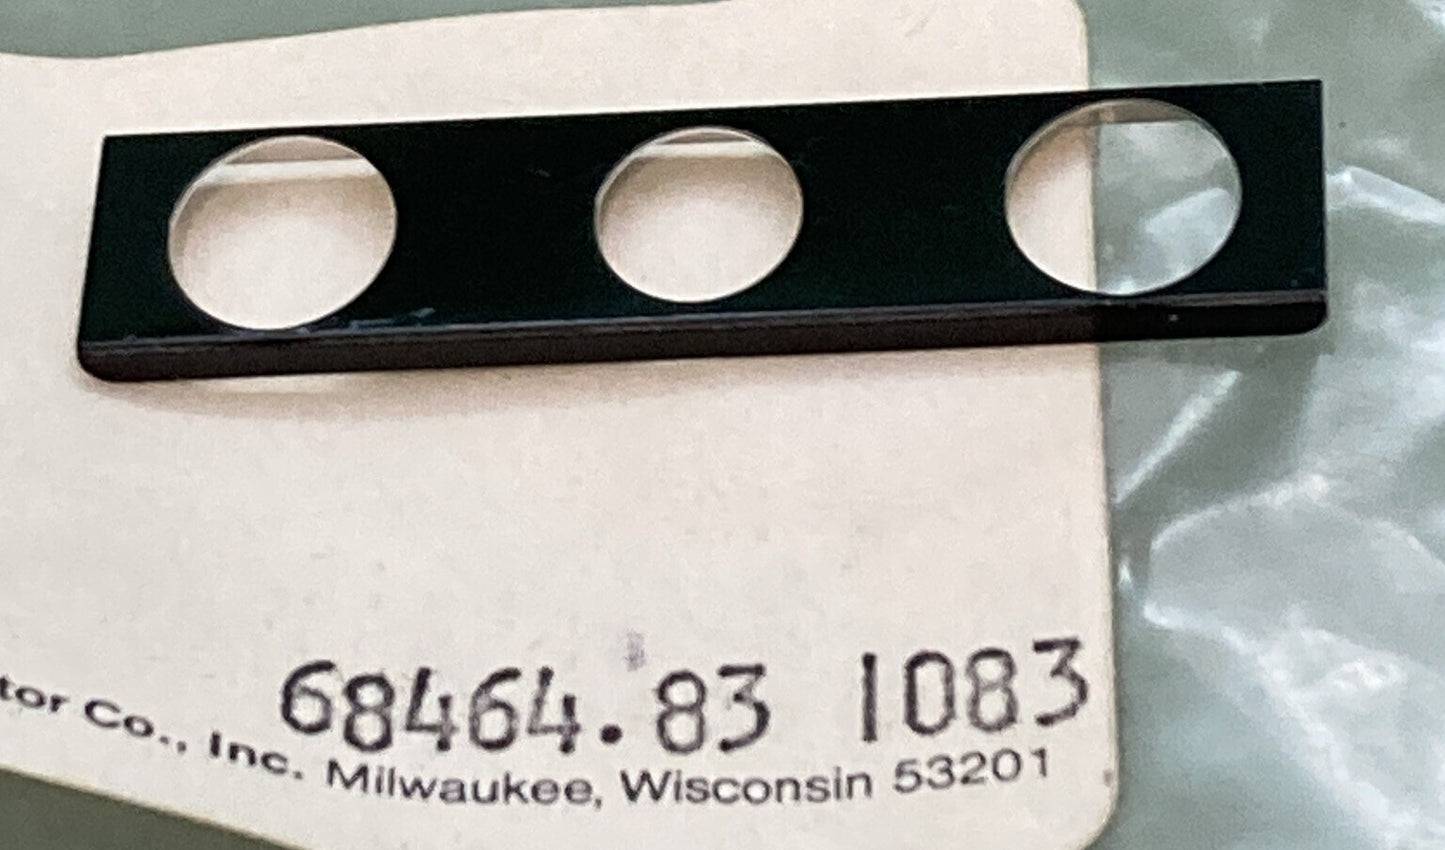 68464.83 1083
tor Co., Inc. Milwaukee, Wisconsin 53201